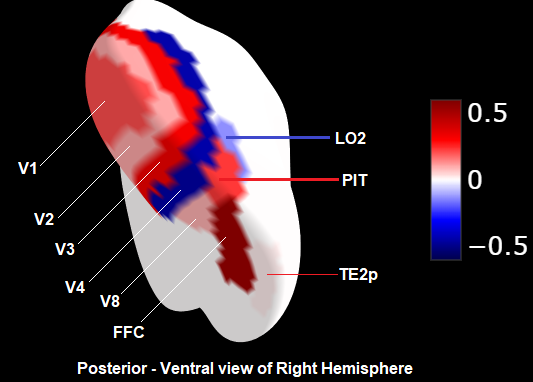 0.5
LO2
V1
PIT
0
V2
V3
−0.5
V4
TE2p
V8
FFC
Posterior - Ventral view of Right Hemisphere